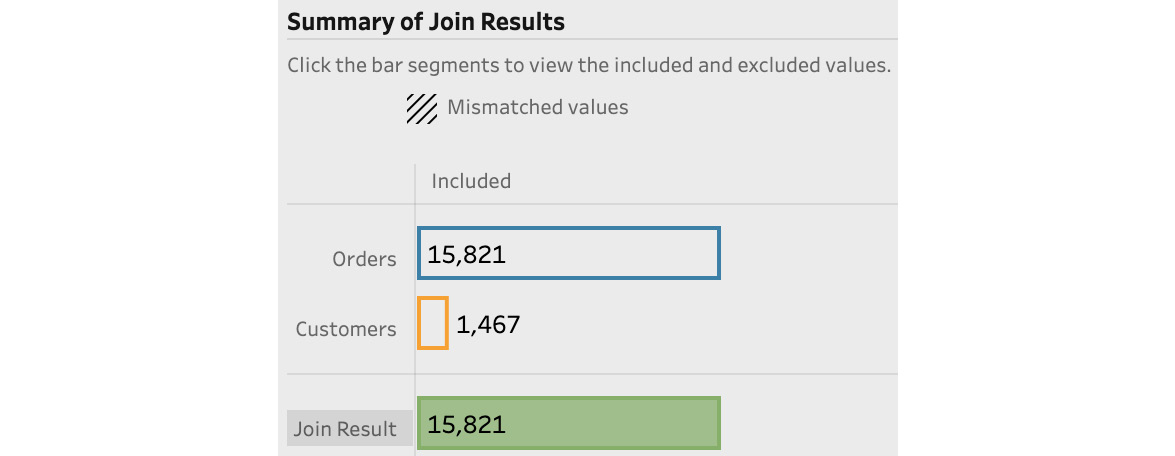 Summary of Join Results
Click the bar segments to view the included and excluded values.
Mismatched values
Included
Orders 15,821
Customers 1,467
Join Result 15,821